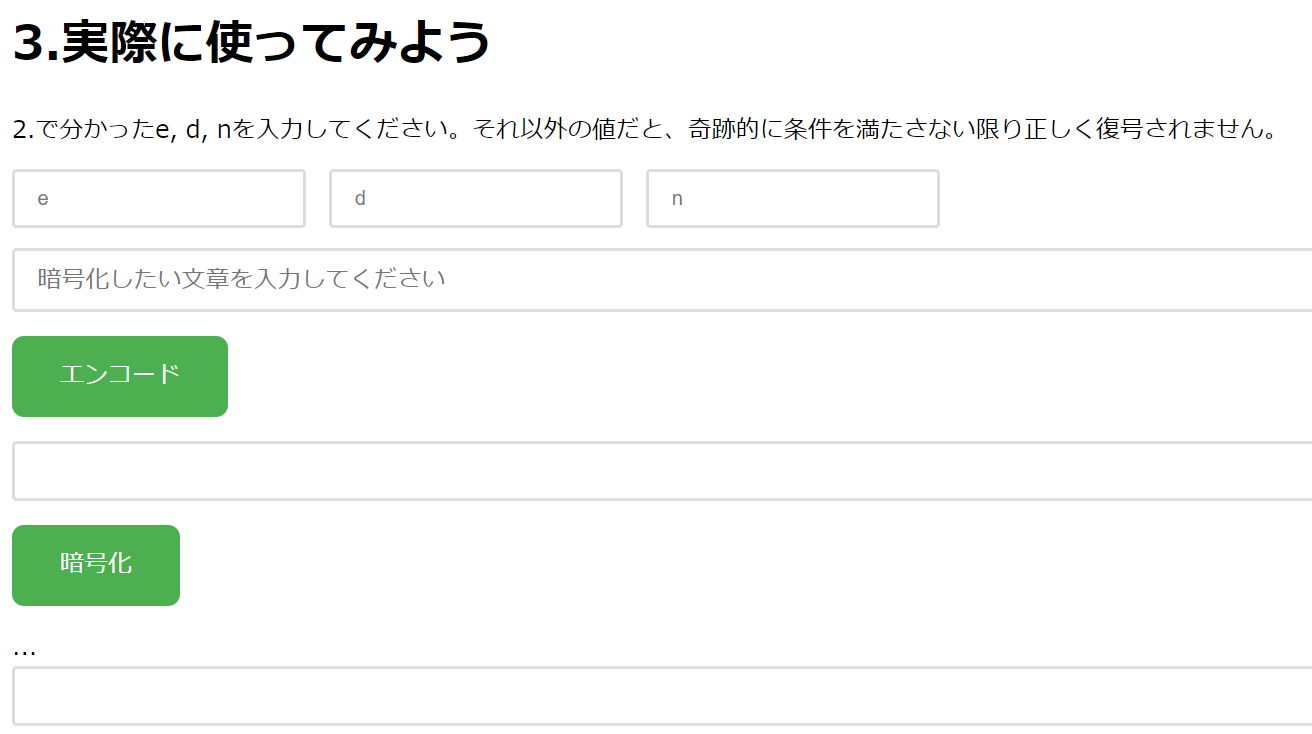 3.実際に使ってみよう
2.で分かったe, d, nを入力してください。それ以外の値だと、奇跡的に条件を満たさない限り正しく復号されません。
e d n
暗号化したい文章を入力してください
エンコード
暗号化
...